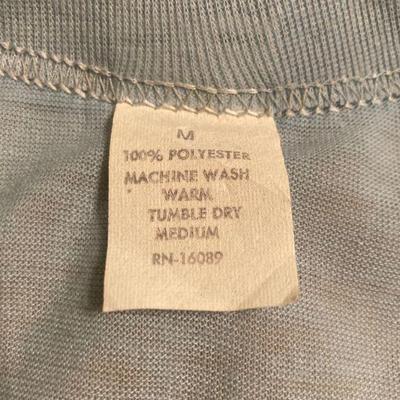 M
100% POLYESTER
MACHINE WASH
WARM
TUMBLE DRY
MEDIUM
RN-16089